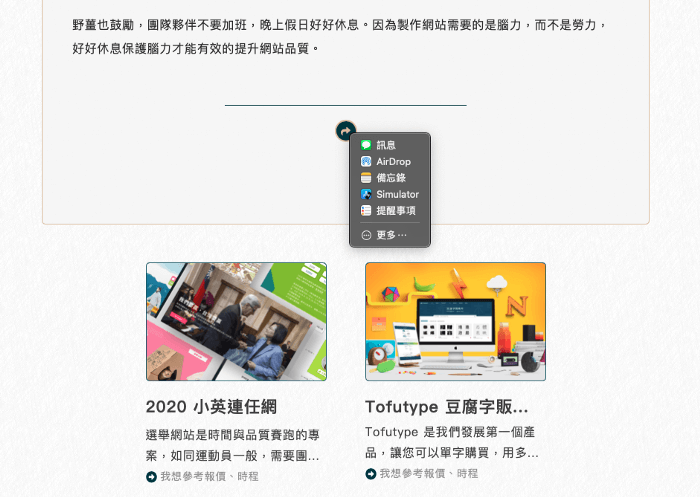 野薑也鼓勵，團隊夥伴不要加班，晚上假日好好休息。因為製作網站需要的是腦力，而不是勞力，
好好休息保護腦力才能有效的提升網站品質。
訊息
AirDrop
備忘錄
Simulator
提醒事項
更多⋯
2020 小英連任網
選舉網站是時間與品質賽跑的專
案，如同運動員一般，需要團...
我想參考報價、時程
Tofutype 豆腐字販...
Tofutype 是我們發展第一個產
品，讓您可以單字購買，用多...
我想參考報價、時程